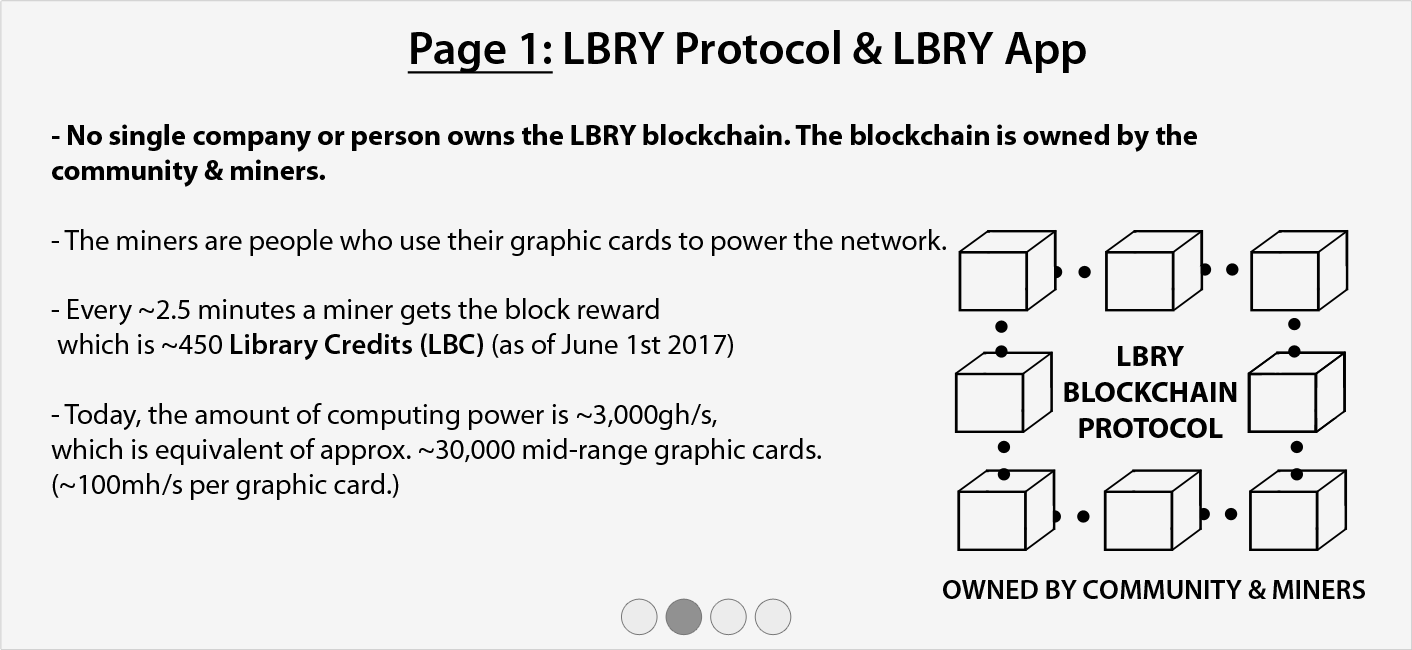 Page 1: LBRY Protocol & LBRY App
- No single company or person owns the LBRY blockchain. The blockchain is owned by the
community & miners.
- The miners are people who use their graphic cards to power the network.
- Every ~2.5 minutes a miner gets the block reward
which is ~450 Library Credits (LBC) (as of June 1st 2017)
- Today, the amount of computing power is ~3,000gh/s,
which is equivalent of approx. ~30,000 mid-range graphic cards.
(~100mh/s per graphic card.)
LBRY
BLOCKCHAIN
PROTOCOL
OWNED BY COMMUNITY & MINERS